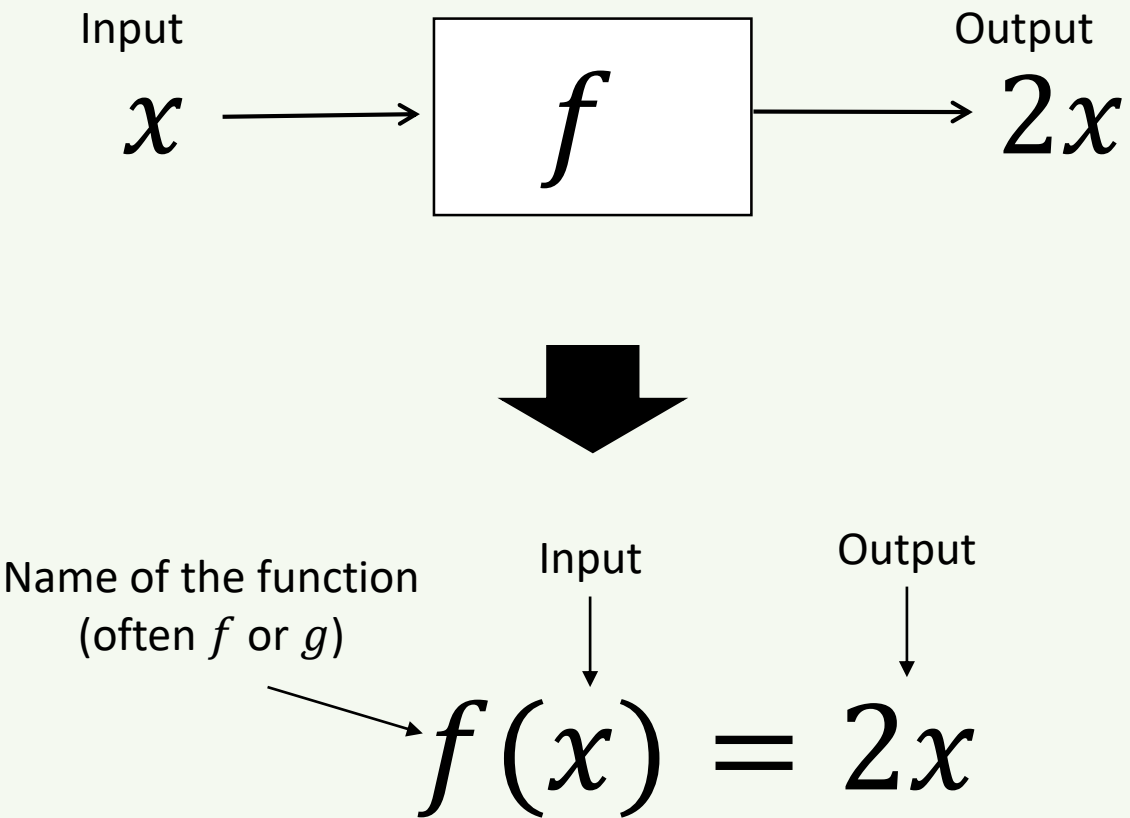 Input Output
x f 2x
Name of the function
(often f or g)
Input
Output
f(x) = 2x